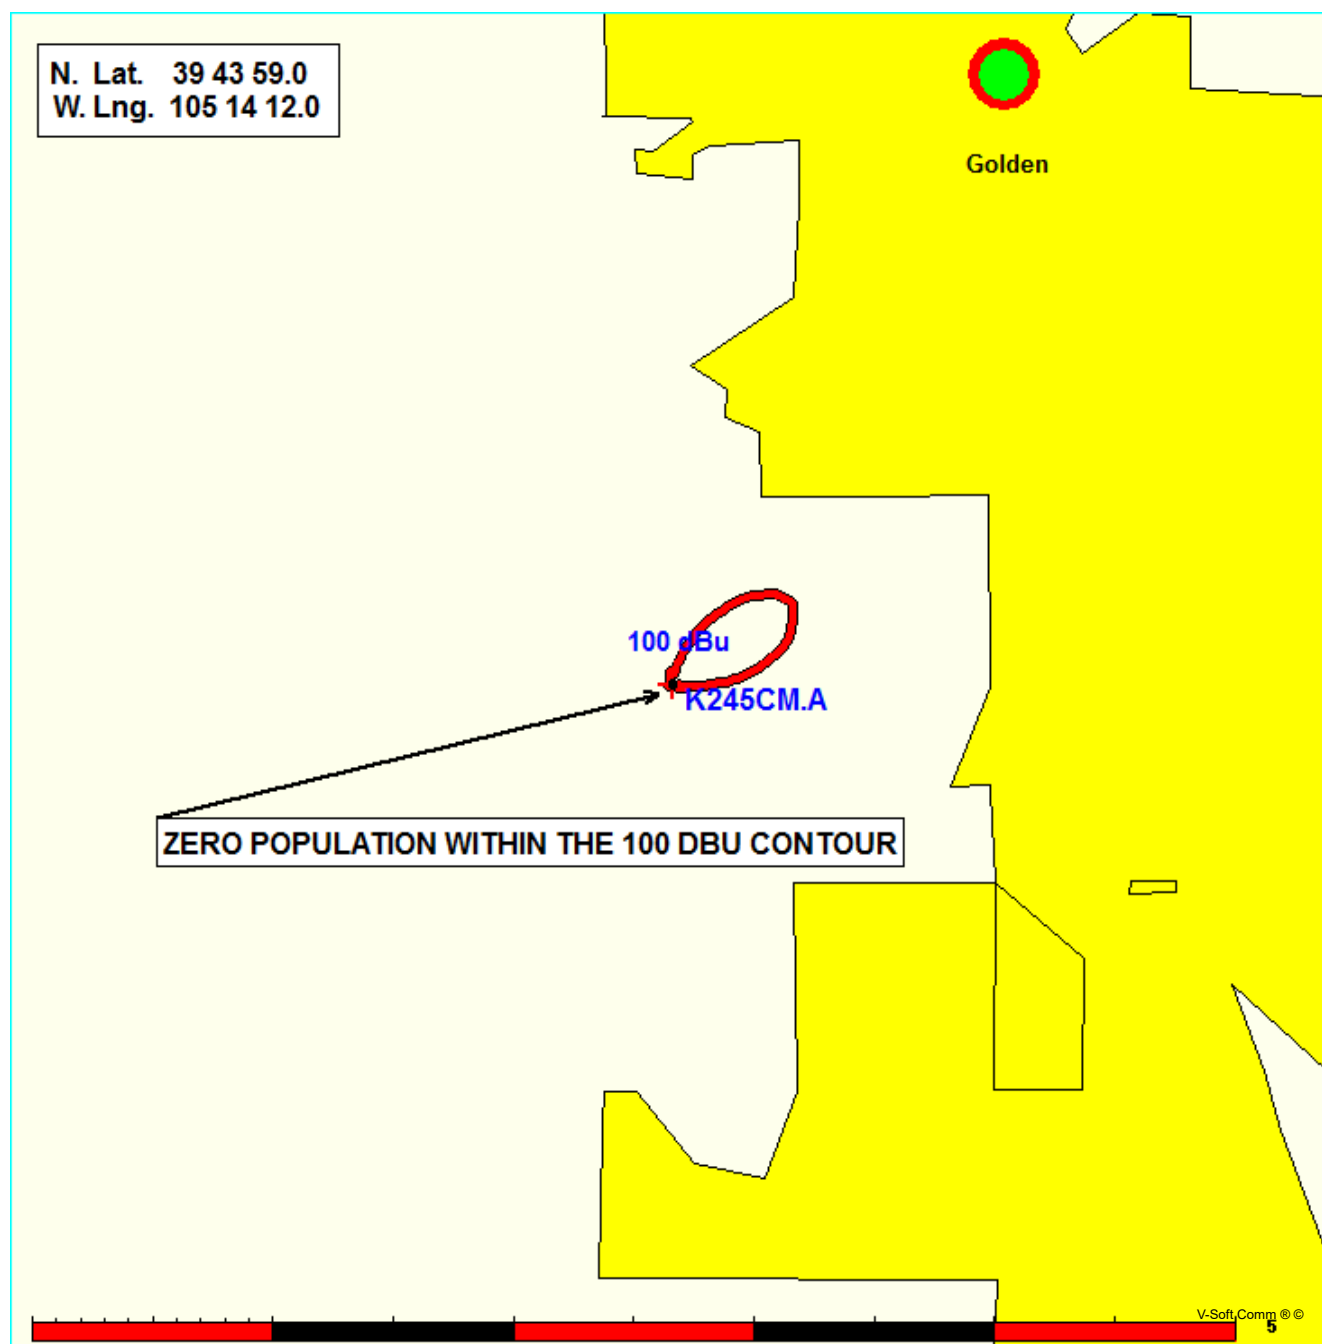 N. Lat. 39 43 59.0
W. Lng. 105 14 12.0
Golden
100 dBu
K245CM.A
ZERO POPULATION WITHIN THE 100 DBU CONTOUR
V-Soft Comm ® ©
5